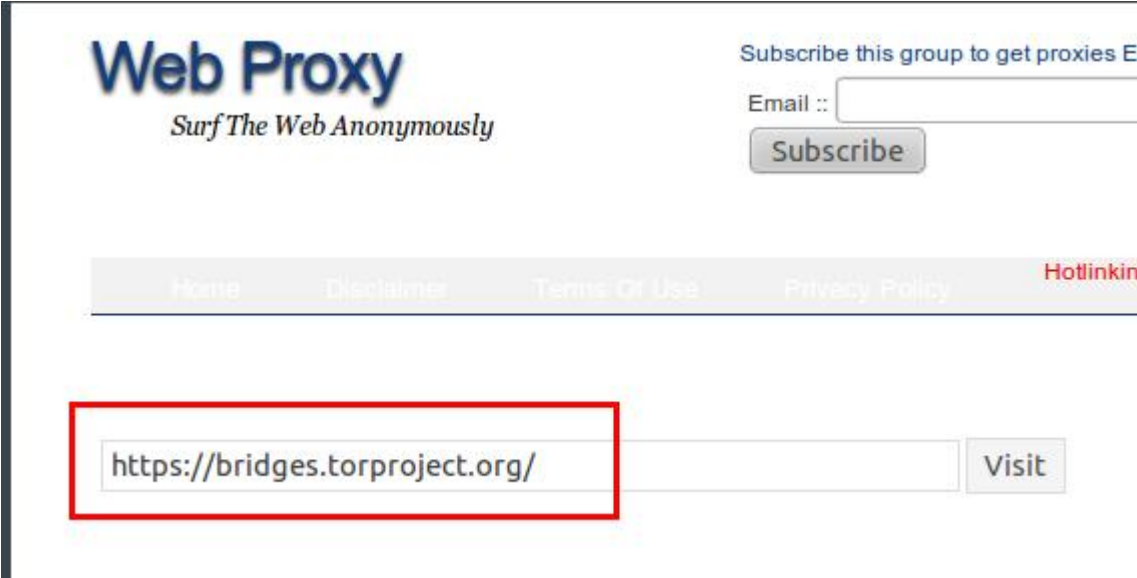 Web Proxy
Surf The Web Anonymously
Subscribe this group to get proxies E
Email ::
Subscribe
Home Disclaimer Terms Of Use Privacy Policy
Hotlinkin
https://bridges.torproject.org/
Visit